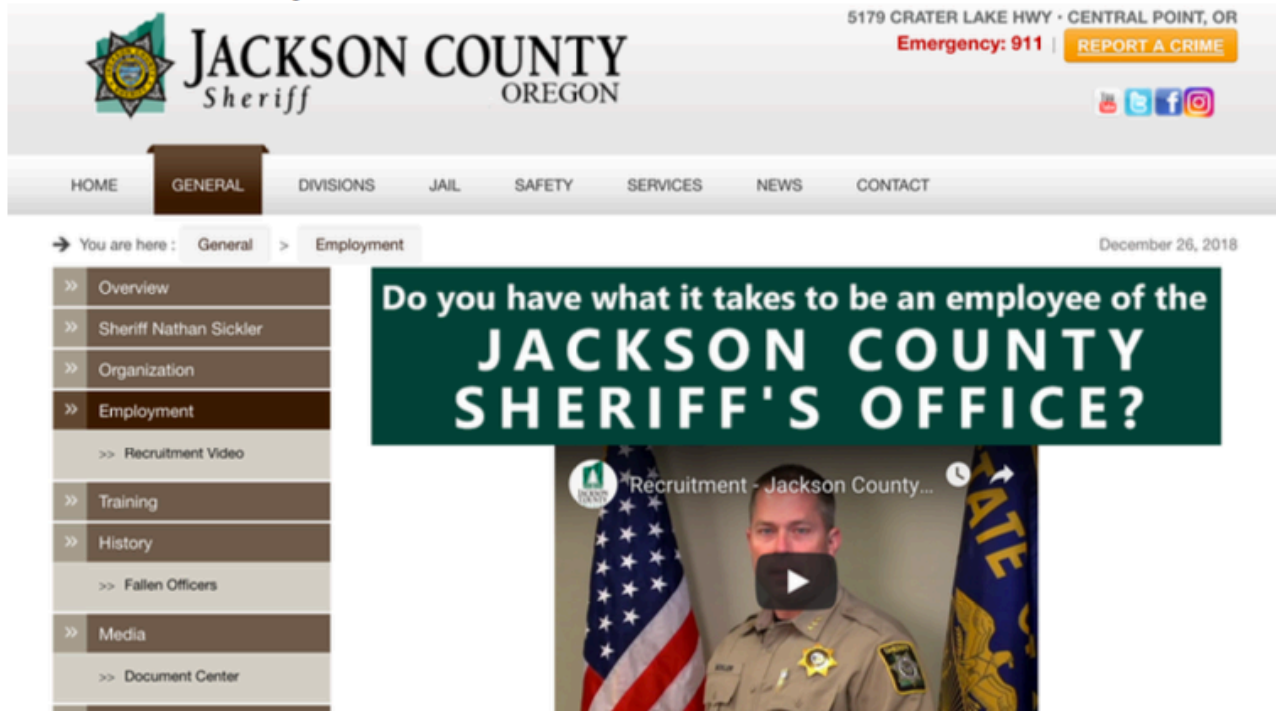 5179 CRATER LAKE HWY · CENTRAL POINT, OR
JACKSON COUNTY
Sheriff OREGON
Emergency: 911 | REPORT A CRIME
HOME GENERAL DIVISIONS JAIL SAFETY SERVICES NEWS CONTACT
You are here : General > Employment
December 26, 2018
» Overview
» Sheriff Nathan Sickler
» Organization
» Employment
>> Recruitment Video
» Training
» History
>> Fallen Officers
» Media
>> Document Center
Do you have what it takes to be an employee of the
JACKSON COUNTY
SHERIFF'S OFFICE?
JACKSON
COUNTY
Recruitment - Jackson County...
STATE